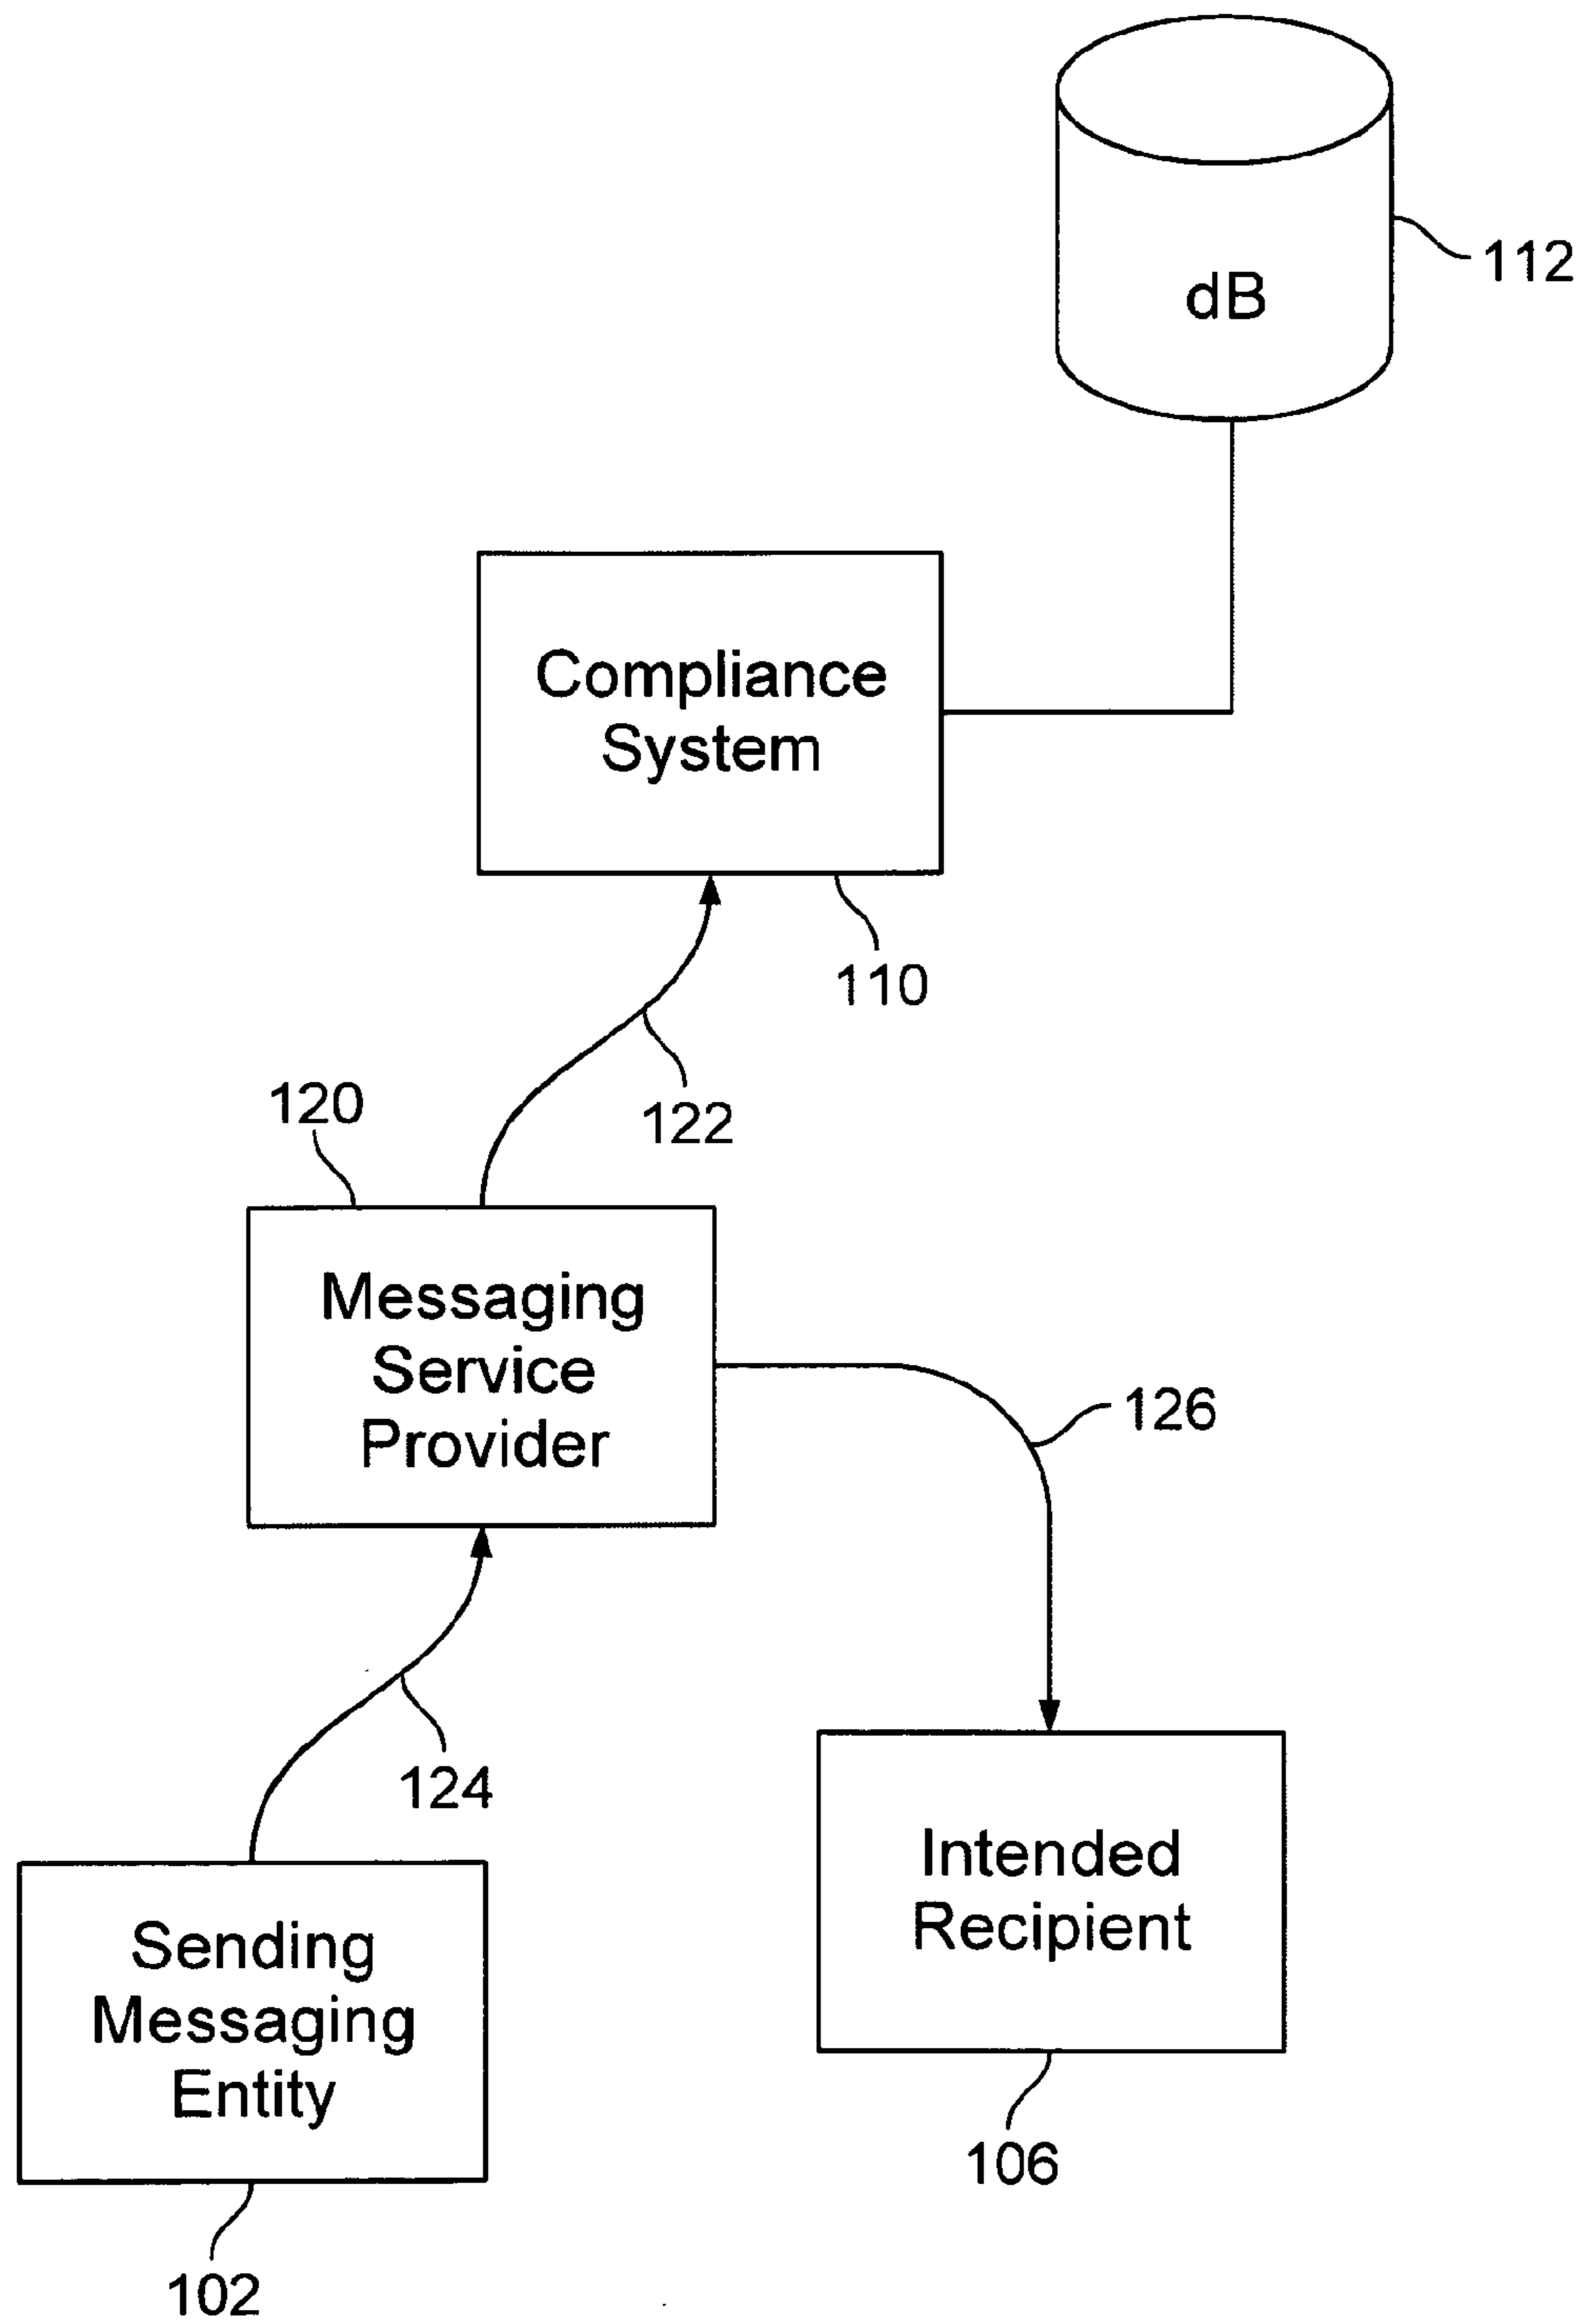 dB
112
Compliance
System
110
122
120
Messaging
Service
Provider
126
124
Intended
Recipient
106
Sending
Messaging
Entity
102